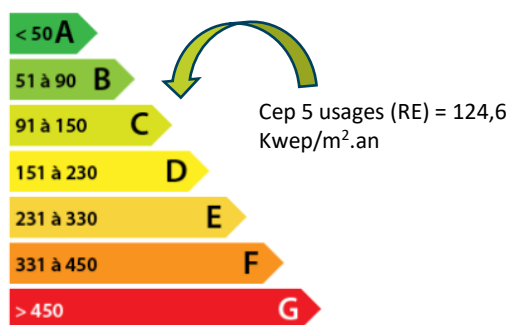 < 50 A
51 à 90 B
91 à 150 C
151 à 230 D
231 à 330 E
331 à 450 F
> 450 G
Cep 5 usages (RE) = 124,6
Kwep/m².an